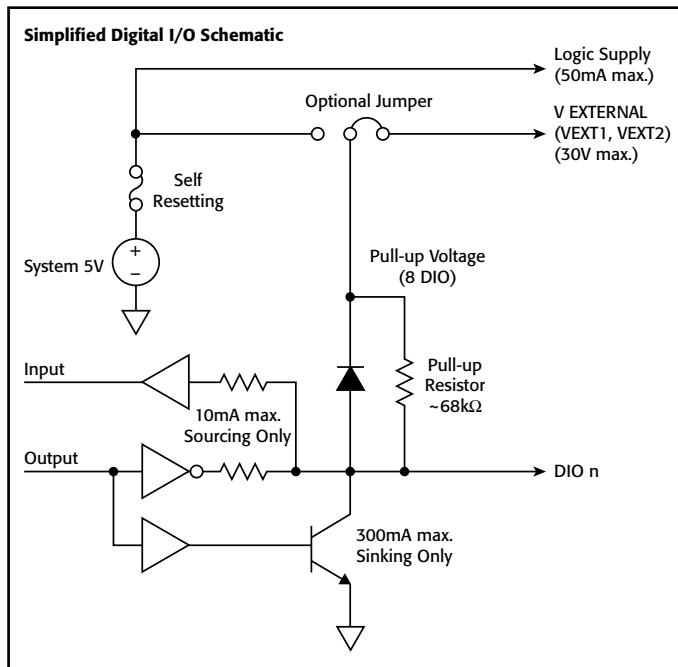 Simplified Digital I/O Schematic
Logic Supply
(50mA max.)
Optional Jumper
V EXTERNAL
(VEXT1, VEXT2)
(30V max.)
Self
Resetting
+
−
System 5V
Pull-up Voltage
(8 DIO)
Input
Pull-up
Resistor
~68kΩ
10mA max.
Sourcing Only
Output
DIO n
300mA max.
Sinking Only